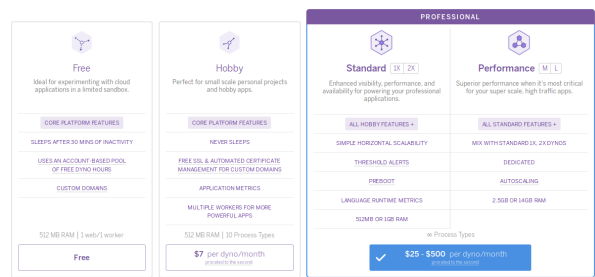 PROFESSIONAL
Free
Ideal for experimenting with cloud
applications in a limited sandbox.
CORE PLATFORM FEATURES
SLEEPS AFTER 30 MINS OF INACTIVITY
USES AN ACCOUNT-BASED POOL
OF FREE DYNO HOURS
CUSTOM DOMAINS
512 MB RAM | 1 web/1 worker
Free
Hobby
Perfect for small scale personal projects
and hobby apps.
CORE PLATFORM FEATURES
NEVER SLEEPS
FREE SSL & AUTOMATED CERTIFICATE
MANAGEMENT FOR CUSTOM DOMAINS
APPLICATION METRICS
MULTIPLE WORKERS FOR MORE
POWERFUL APPS
512 MB RAM | 10 Process Types
$7 per dyno/month
prorated to the second
Standard 1X 2X
Enhanced visibility, performance, and
availability for powering your professional
applications.
ALL HOBBY FEATURES +
SIMPLE HORIZONTAL SCALABILITY
THRESHOLD ALERTS
PREBOOT
LANGUAGE RUNTIME METRICS
512MB OR 1GB RAM
Performance M L
Superior performance when it's most critical
for your super scale, high traffic apps.
ALL STANDARD FEATURES +
MIX WITH STANDARD 1X, 2X DYNOS
DEDICATED
AUTOSCALING
2.5GB OR 14GB RAM
∞ Process Types
$25 - $500 per dyno/month
prorated to the second